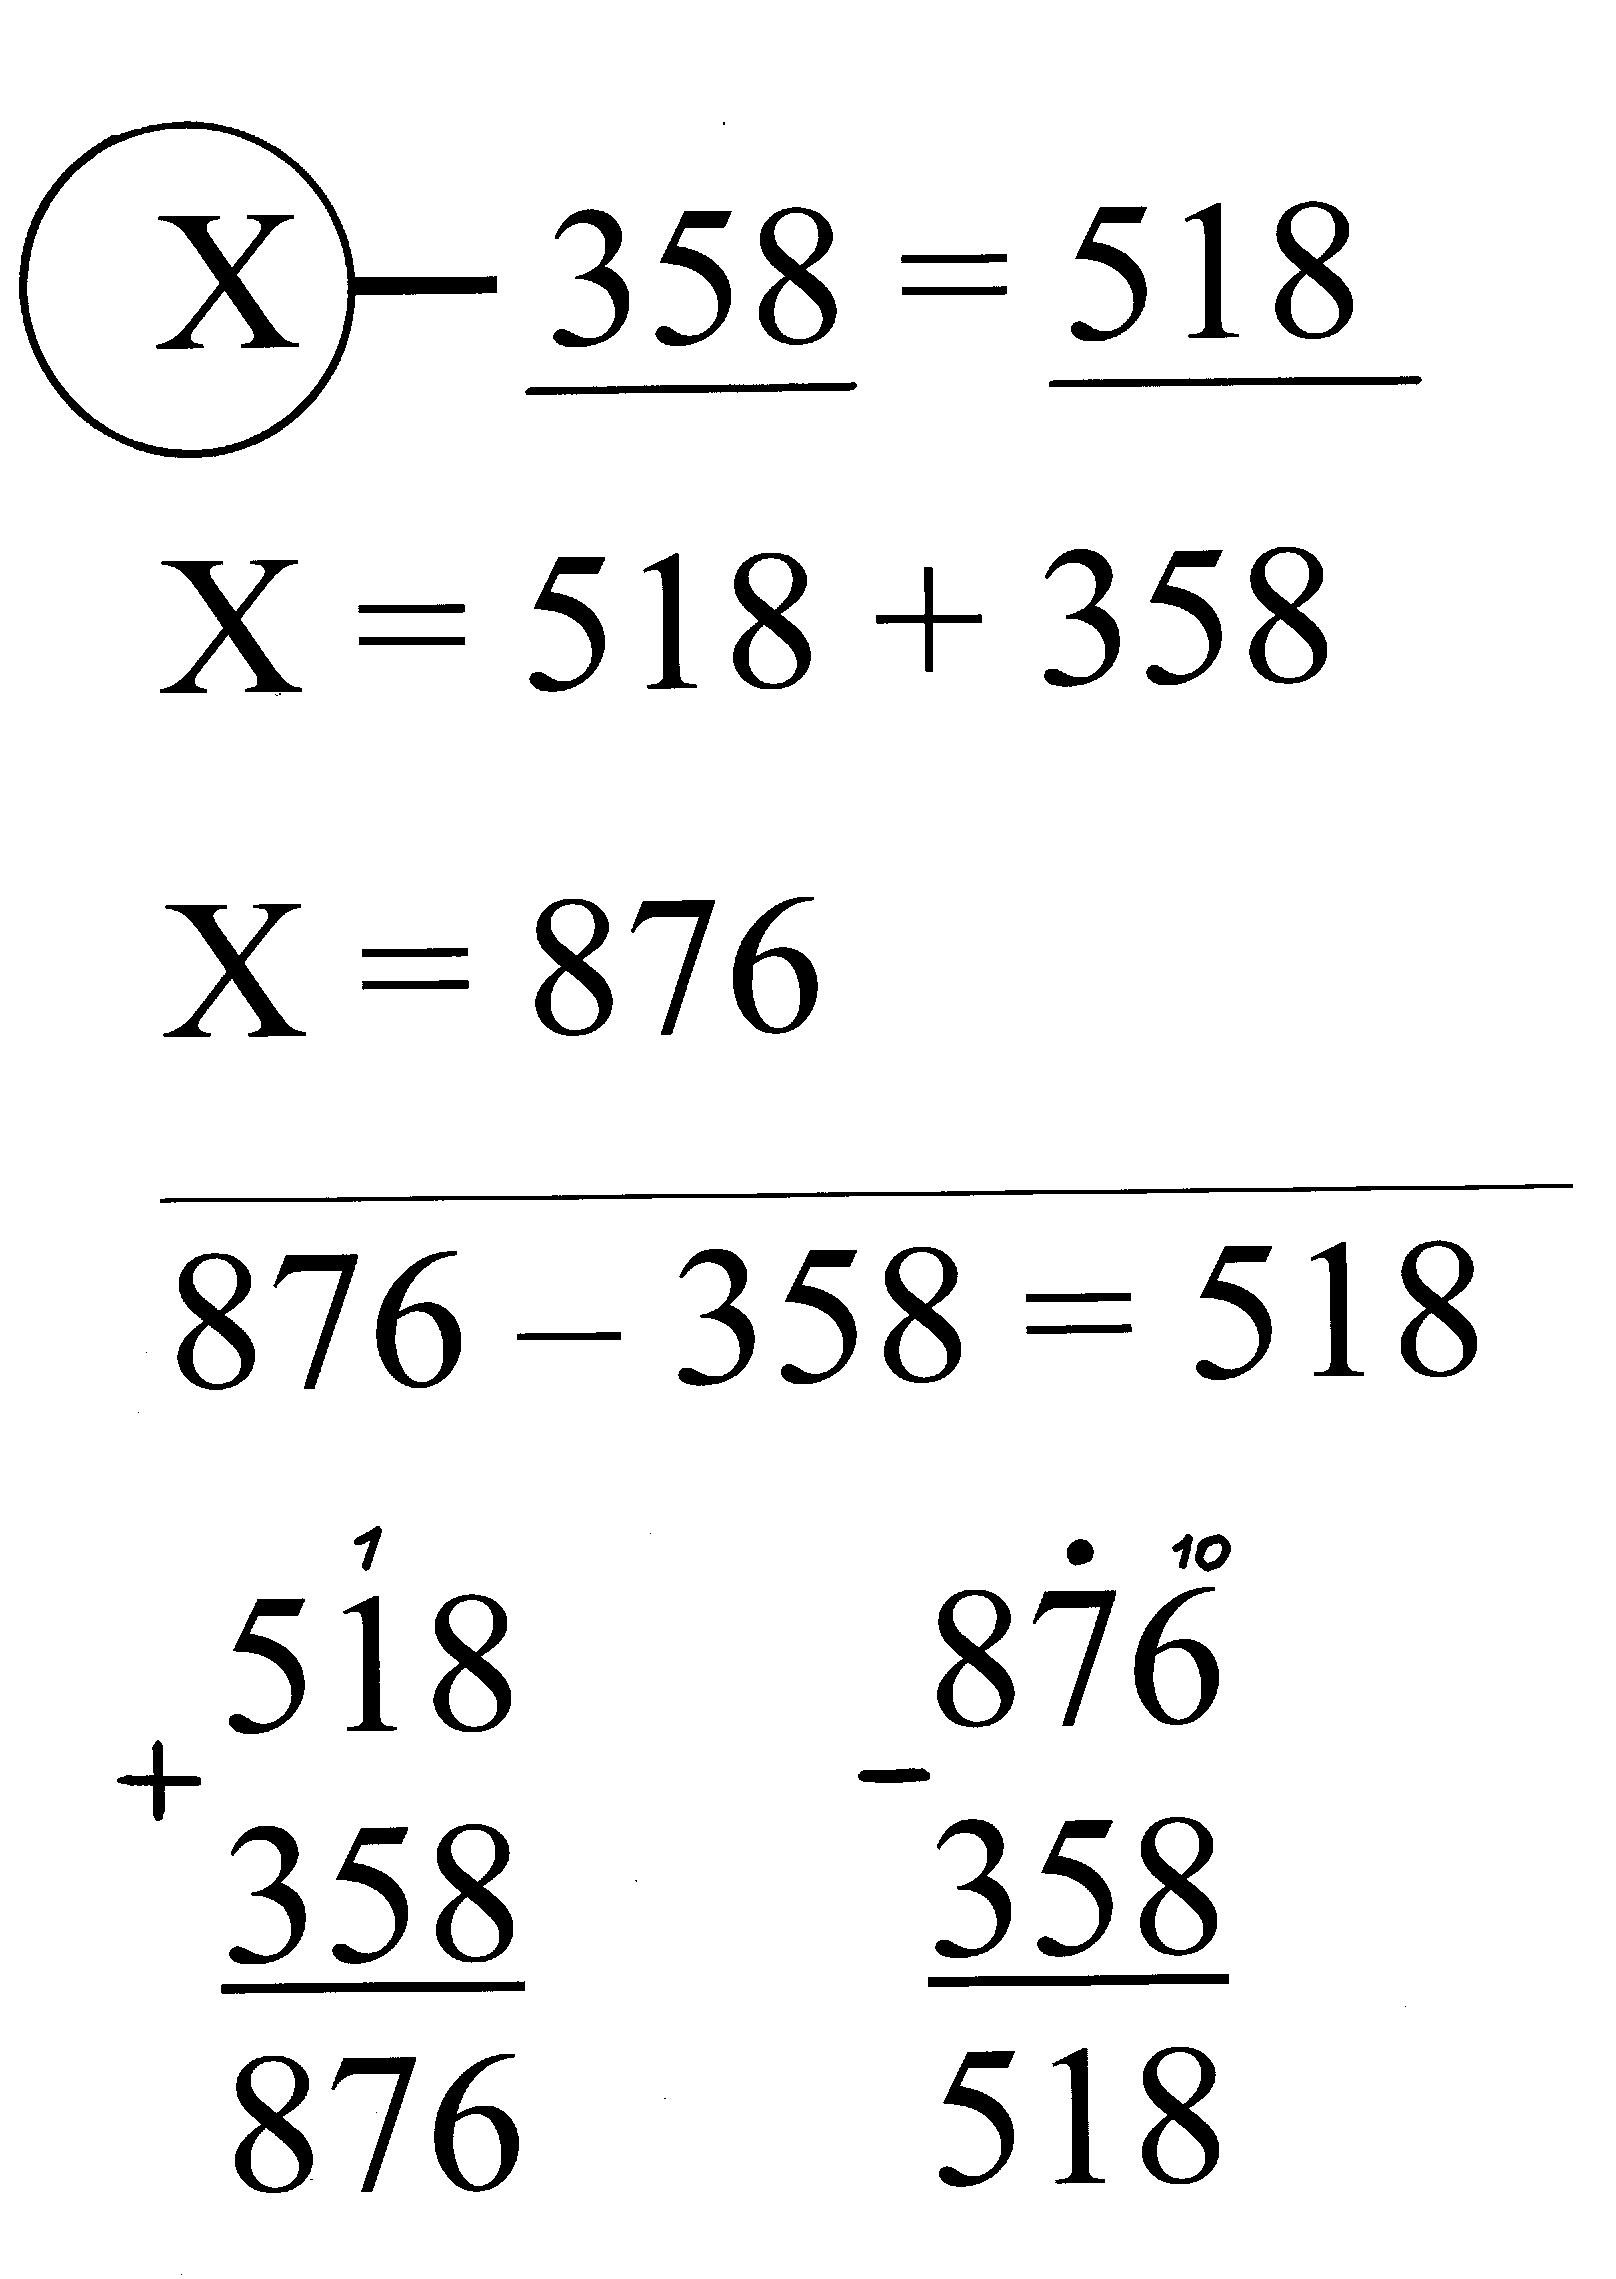 X – 358 = 518
X = 518 + 358
X = 876
876 – 358 = 518
1
518
+
358
876
• 10
876
-
358
518